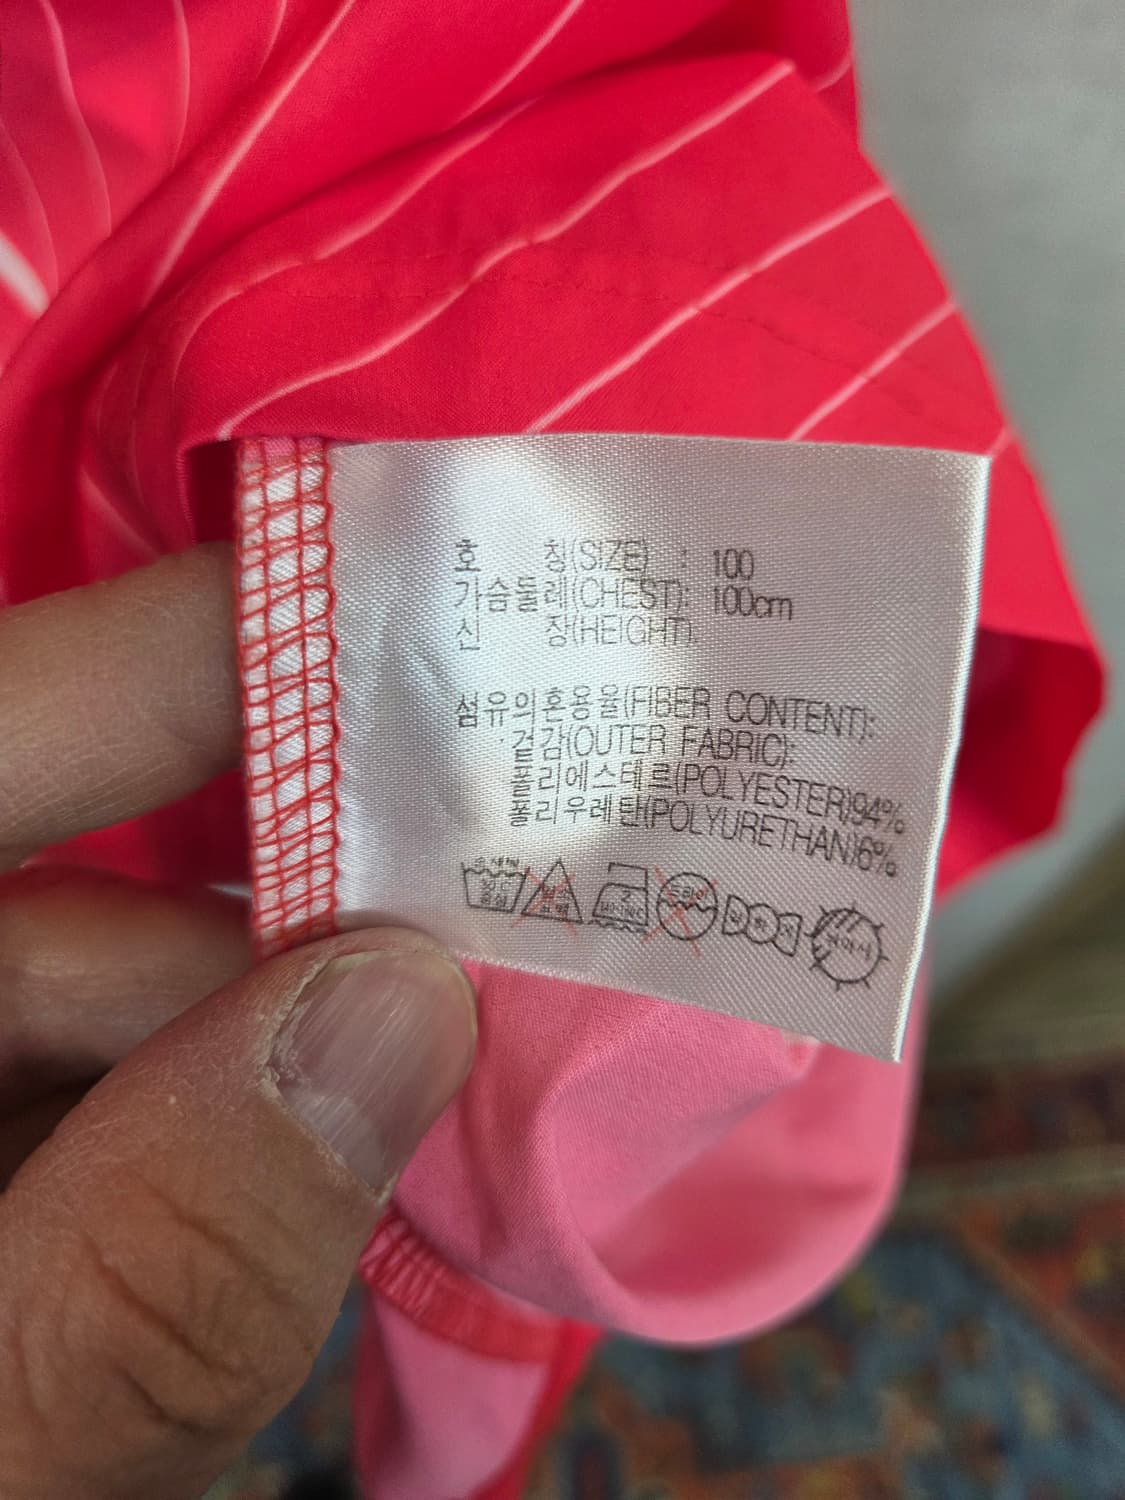 호 칭(SIZE) : 100
가슴둘레(CHEST): 100cm
신 장(HEIGHT):
섬유의혼용율(FIBER CONTENT):
겉감(OUTER FABRIC):
폴리에스테르(POLYESTER)94%
폴리우레탄(POLYURETHAN)6%